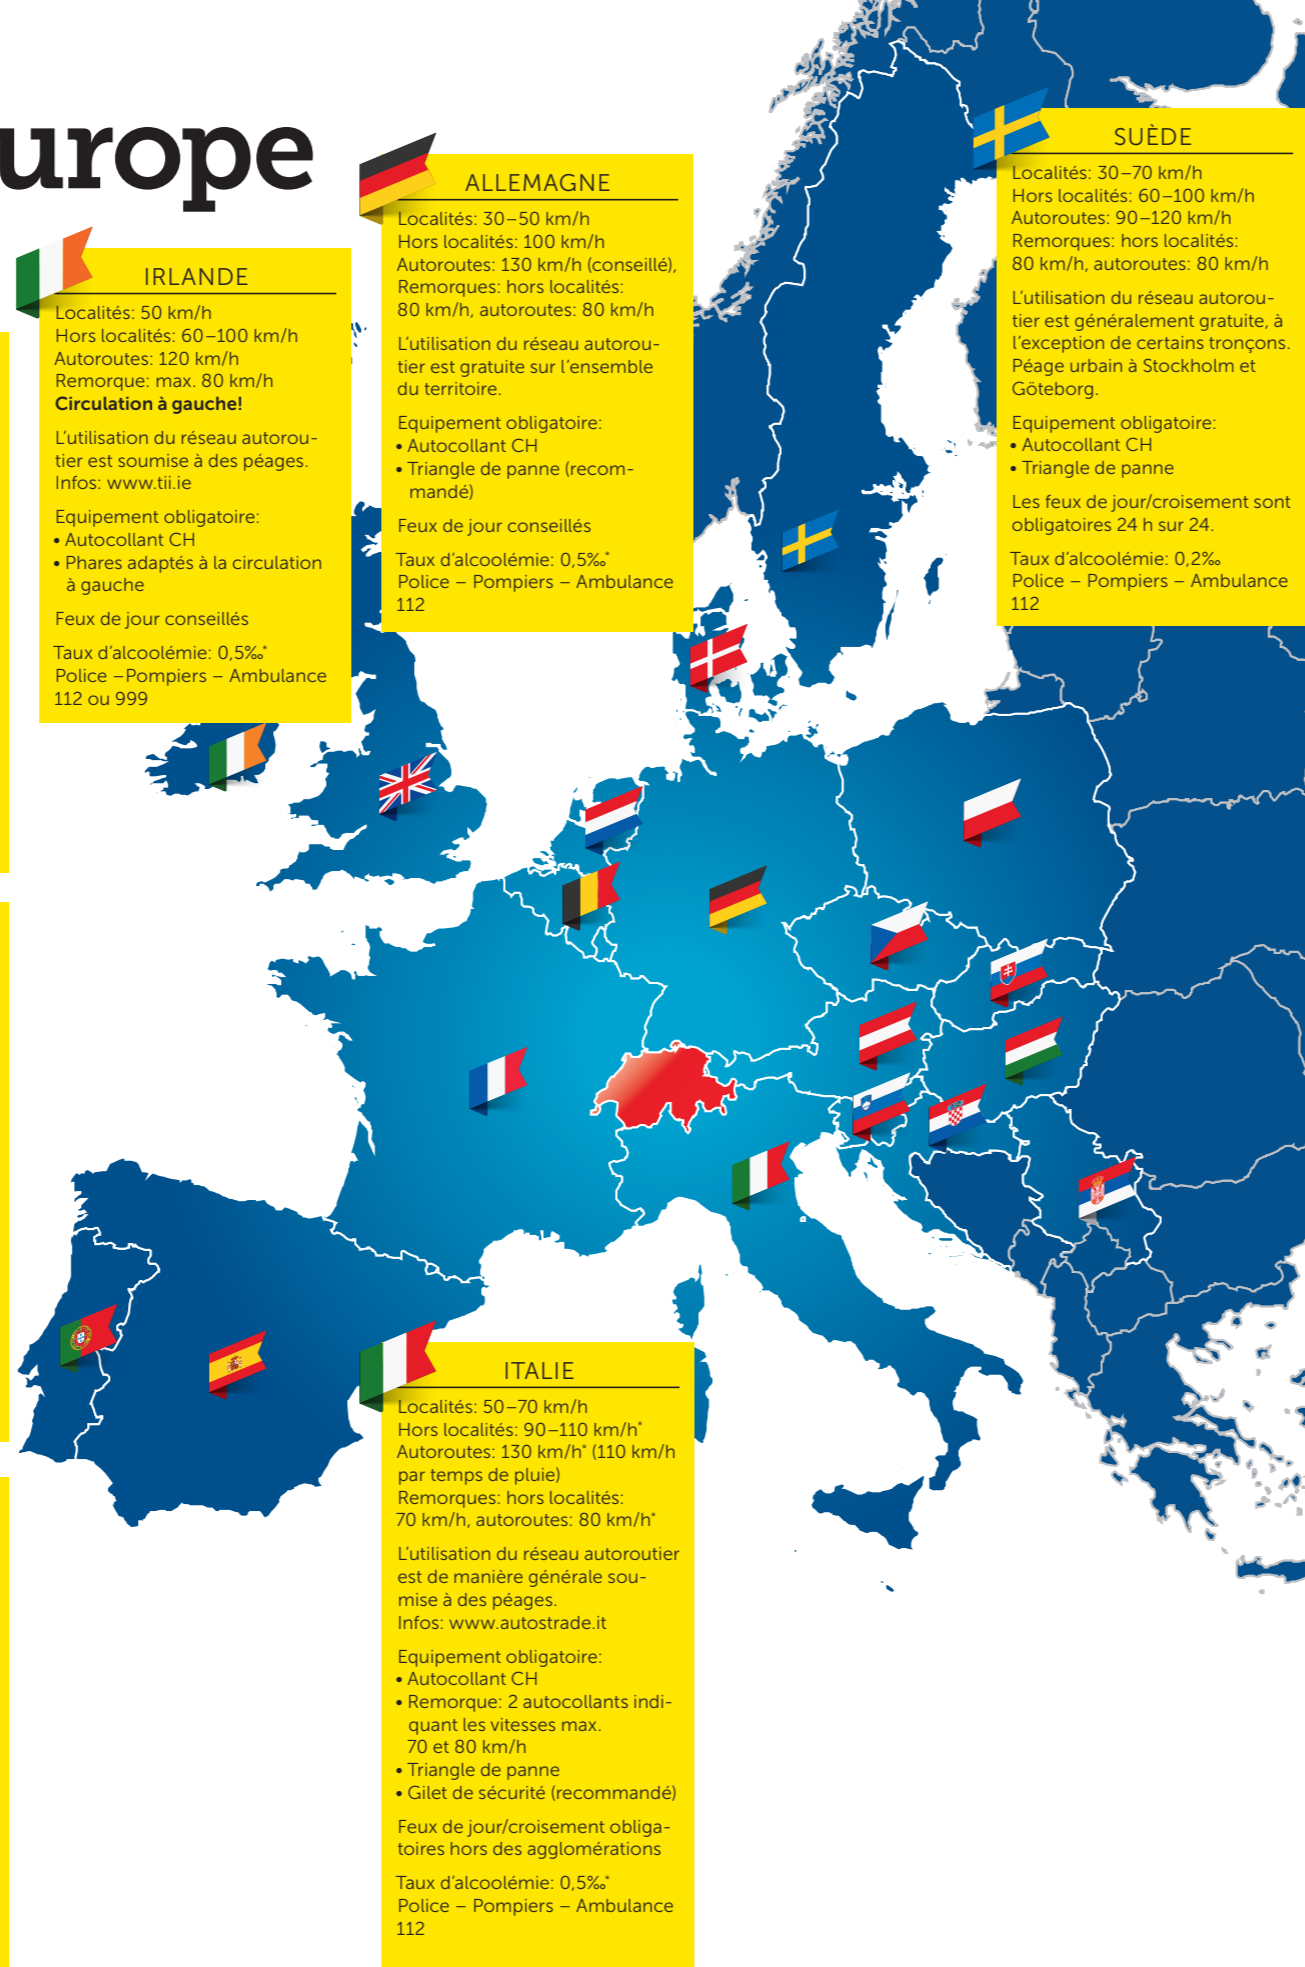 urope
IRLANDE
Localités: 50 km/h
Hors localités: 60–100 km/h
Autoroutes: 120 km/h
Remorque: max. 80 km/h
Circulation à gauche!
L’utilisation du réseau autorou-
tier est soumise à des péages.
Infos: www.tii.ie
Equipement obligatoire:
• Autocollant CH
• Phares adaptés à la circulation
à gauche
Feux de jour conseillés
Taux d’alcoolémie: 0,5‰*
Police –Pompiers – Ambulance
112 ou 999
ALLEMAGNE
Localités: 30–50 km/h
Hors localités: 100 km/h
Autoroutes: 130 km/h (conseillé),
Remorques: hors localités:
80 km/h, autoroutes: 80 km/h
L’utilisation du réseau autorou-
tier est gratuite sur l’ensemble
du territoire.
Equipement obligatoire:
• Autocollant CH
• Triangle de panne (recom-
mandé)
Feux de jour conseillés
Taux d’alcoolémie: 0,5‰*
Police – Pompiers – Ambulance
112
SUÈDE
Localités: 30–70 km/h
Hors localités: 60–100 km/h
Autoroutes: 90–120 km/h
Remorques: hors localités:
80 km/h, autoroutes: 80 km/h
L’utilisation du réseau autorou-
tier est généralement gratuite, à
l’exception de certains tronçons.
Péage urbain à Stockholm et
Göteborg.
Equipement obligatoire:
• Autocollant CH
• Triangle de panne
Les feux de jour/croisement sont
obligatoires 24 h sur 24.
Taux d’alcoolémie: 0,2‰
Police – Pompiers – Ambulance
112
ITALIE
Localités: 50–70 km/h
Hors localités: 90–110 km/h*
Autoroutes: 130 km/h* (110 km/h
par temps de pluie)
Remorques: hors localités:
70 km/h, autoroutes: 80 km/h*
L’utilisation du réseau autoroutier
est de manière générale sou-
mise à des péages.
Infos: www.autostrade.it
Equipement obligatoire:
• Autocollant CH
• Remorque: 2 autocollants indi-
quant les vitesses max.
70 et 80 km/h
• Triangle de panne
• Gilet de sécurité (recommandé)
Feux de jour/croisement obliga-
toires hors des agglomérations
Taux d’alcoolémie: 0,5‰*
Police – Pompiers – Ambulance
112